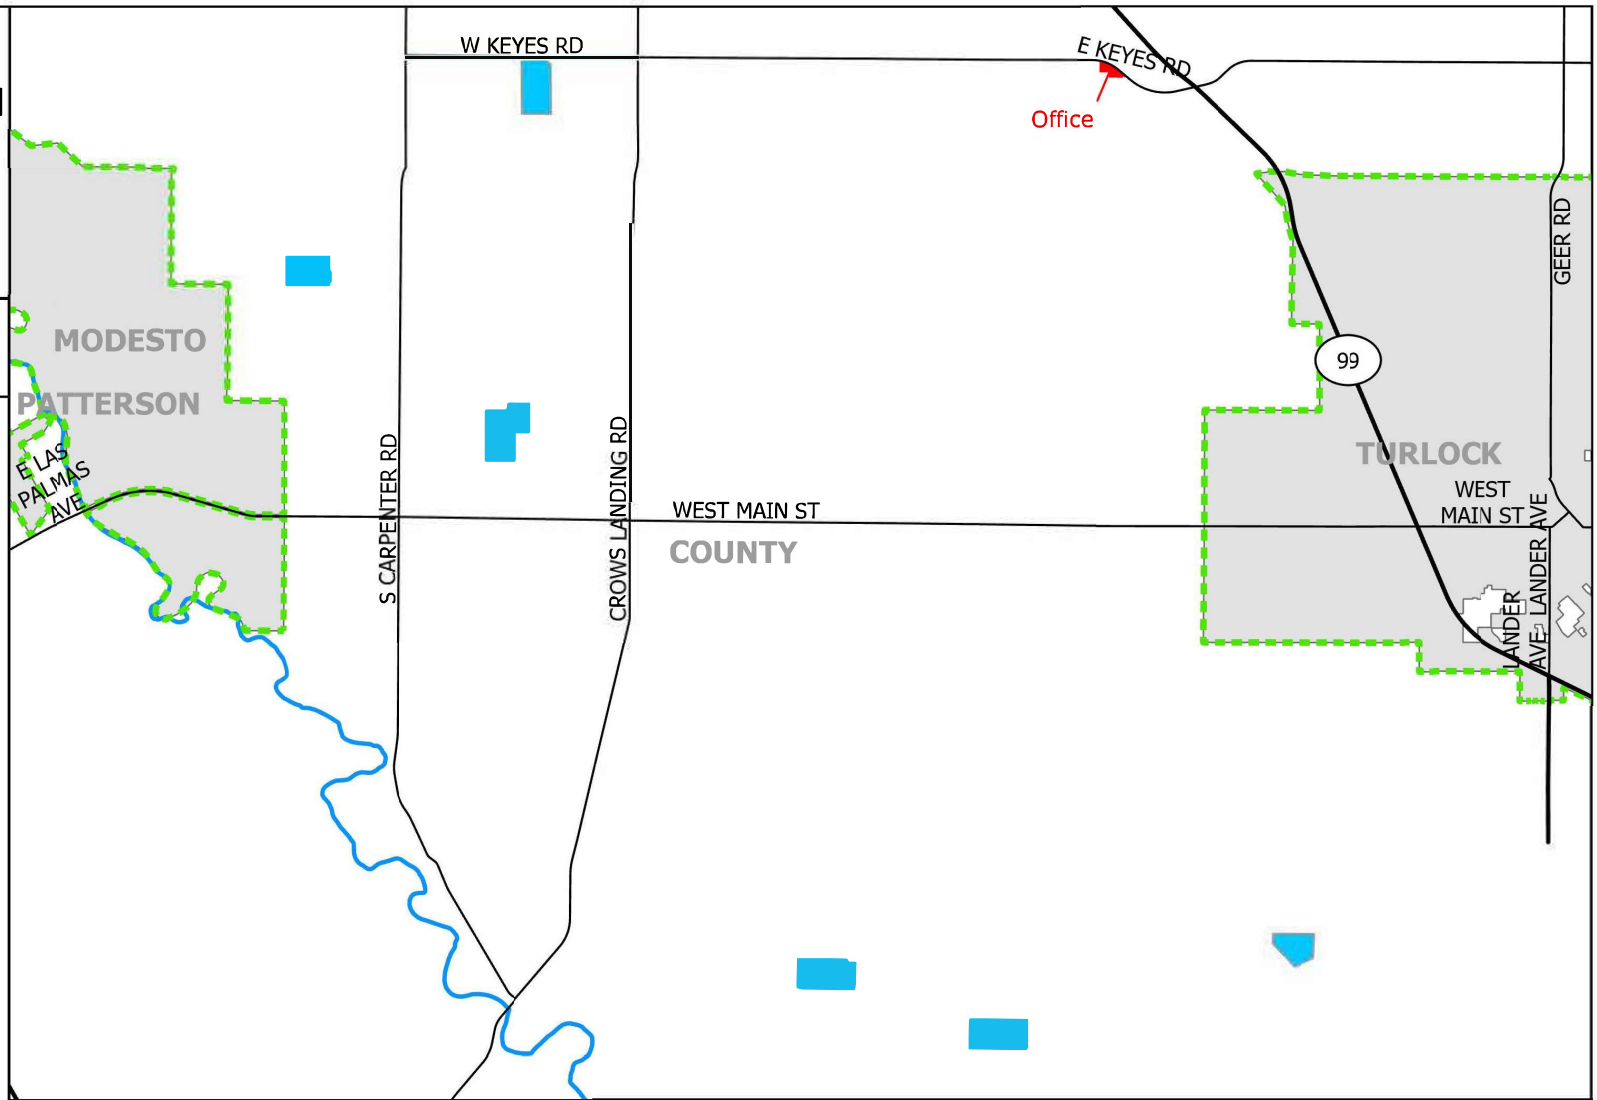 W KEYES RD
E KEYES RD
Office
GEER RD
MODESTO
99
PATTERSON
E LAS
PALMAS
AVE
S CARPENTER RD
CROWS LANDING RD
WEST MAIN ST
COUNTY
TURLOCK
WEST
MAIN ST
LANDER AVE
LANDER
AVE